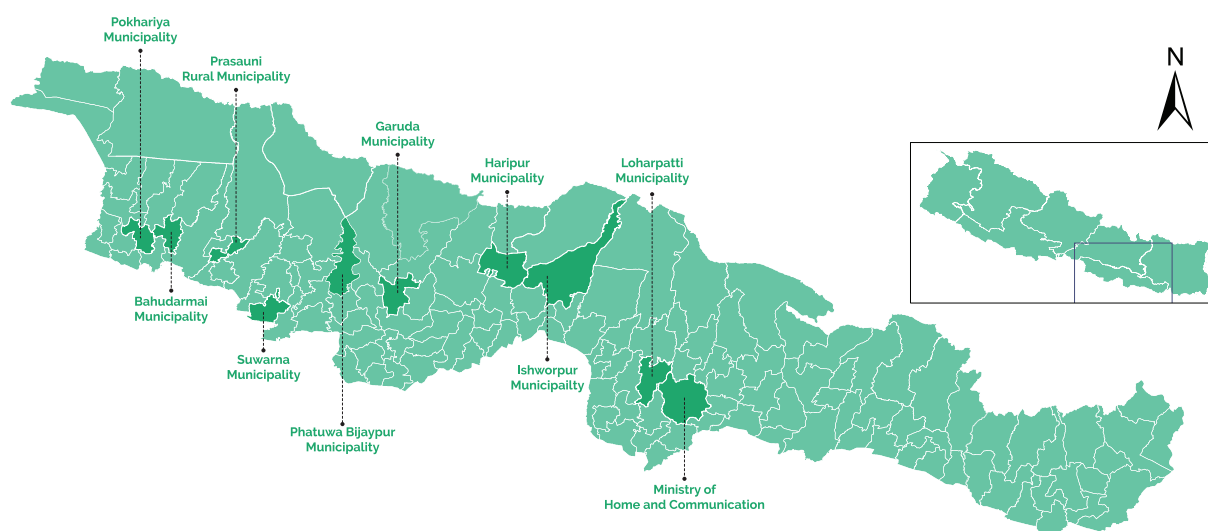 Pokhariya
Municipality
Prasauni
Rural Municipality
Garuda
Municipality
Haripur
Municipality
Loharpatti
Municipality
N
Bahudarmai
Municipality
Suwarna
Municipality
Ishworpur
Municipailty
Phatuwa Bijaypur
Municipality
Ministry of
Home and Communication